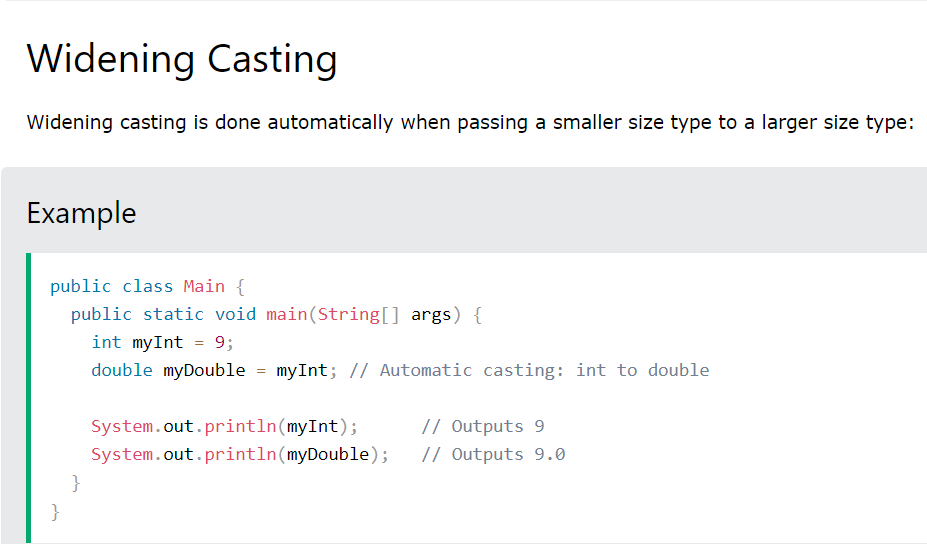 Widening Casting
Widening casting is done automatically when passing a smaller size type to a larger size type:
Example
public class Main {
  public static void main(String[] args) {
    int myInt = 9;
    double myDouble = myInt; // Automatic casting: int to double

    System.out.println(myInt);      // Outputs 9
    System.out.println(myDouble);   // Outputs 9.0
  }
}